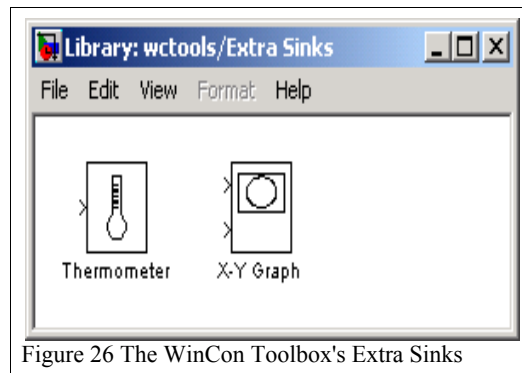 Library: wctools/Extra Sinks
File Edit View Format Help
Thermometer X-Y Graph
Figure 26 The WinCon Toolbox's Extra Sinks